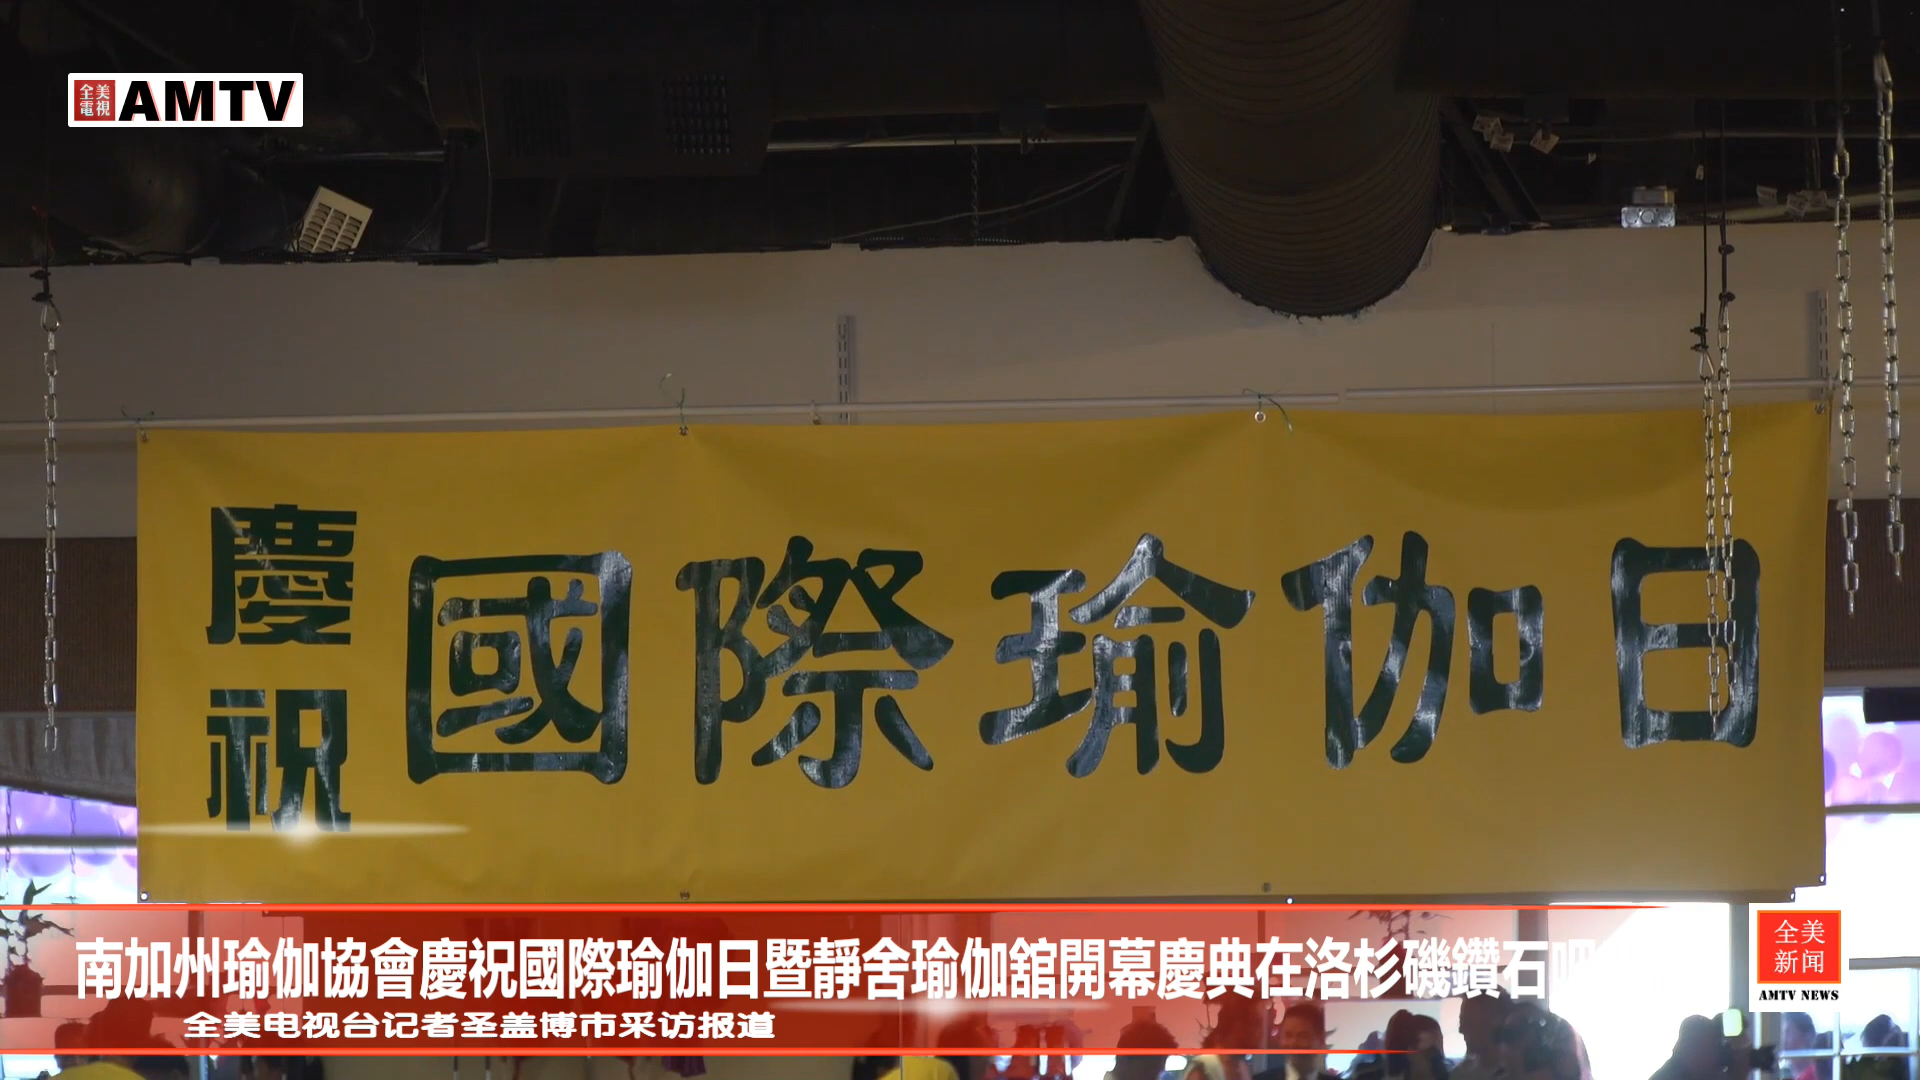 全美電視 AMTV
慶祝
國際瑜伽日
南加州瑜伽協會慶祝國際瑜伽日暨靜舍瑜伽舘開幕慶典在洛杉磯鑽石吧
全美电视台记者圣盖博市采访报道
全美
新闻
AMTV NEWS